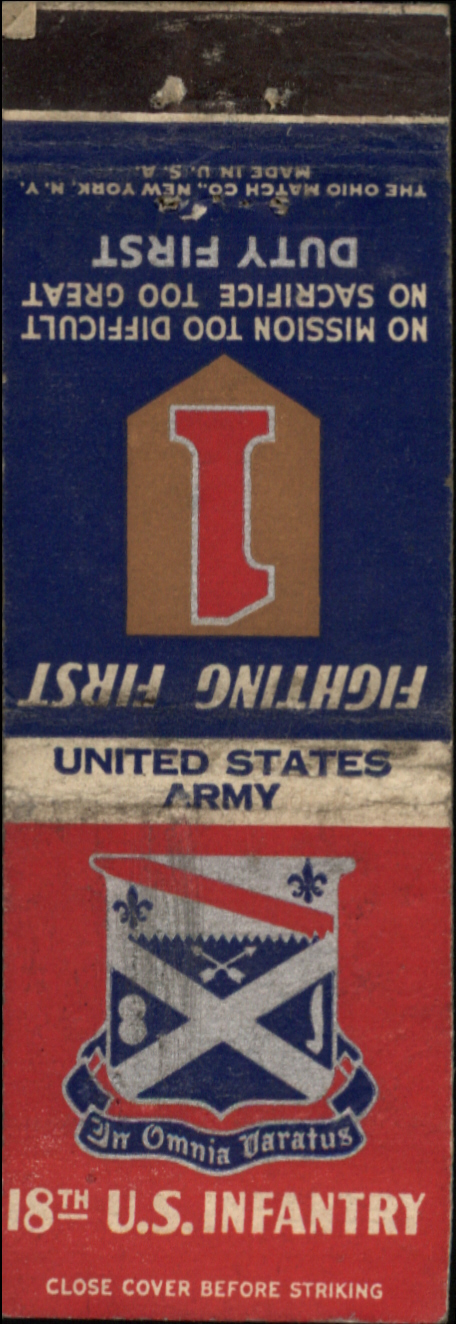 FIGHTING FIRST
1
NO MISSION TOO DIFFICULT
NO SACRIFICE TOO GREAT
DUTY FIRST
THE OHIO MATCH CO., NEW YORK, N. Y.
MADE IN U. S. A.
UNITED STATES
ARMY
In Omnia Paratus
18TH U.S. INFANTRY
CLOSE COVER BEFORE STRIKING